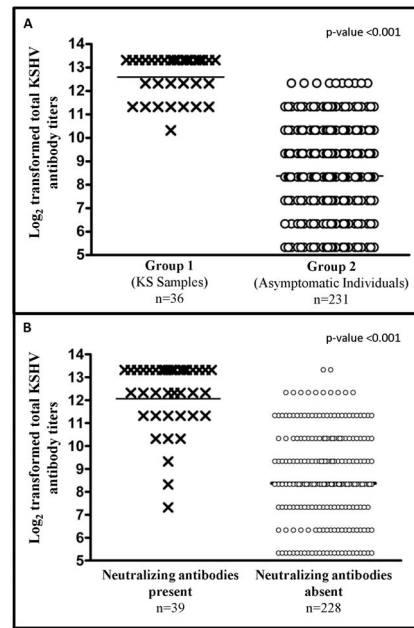 A
p-value <0.001
Log2 transformed total KSHV
antibody titers
14
13
12
11
10
9
8
7
6
5
Group 1
(KS Samples)
n=36
Group 2
(Asymptomatic Individuals)
n=231
B
p-value <0.001
Log2 transformed total KSHV
antibody titers
14
13
12
11
10
9
8
7
6
5
Neutralizing antibodies
present
n=39
Neutralizing antibodies
absent
n=228